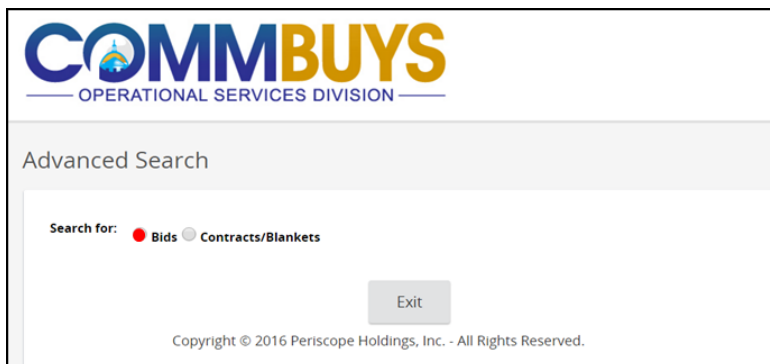 COMMBUYS
OPERATIONAL SERVICES DIVISION
Advanced Search
Search for: Bids Contracts/Blankets
Exit
Copyright © 2016 Periscope Holdings, Inc. - All Rights Reserved.